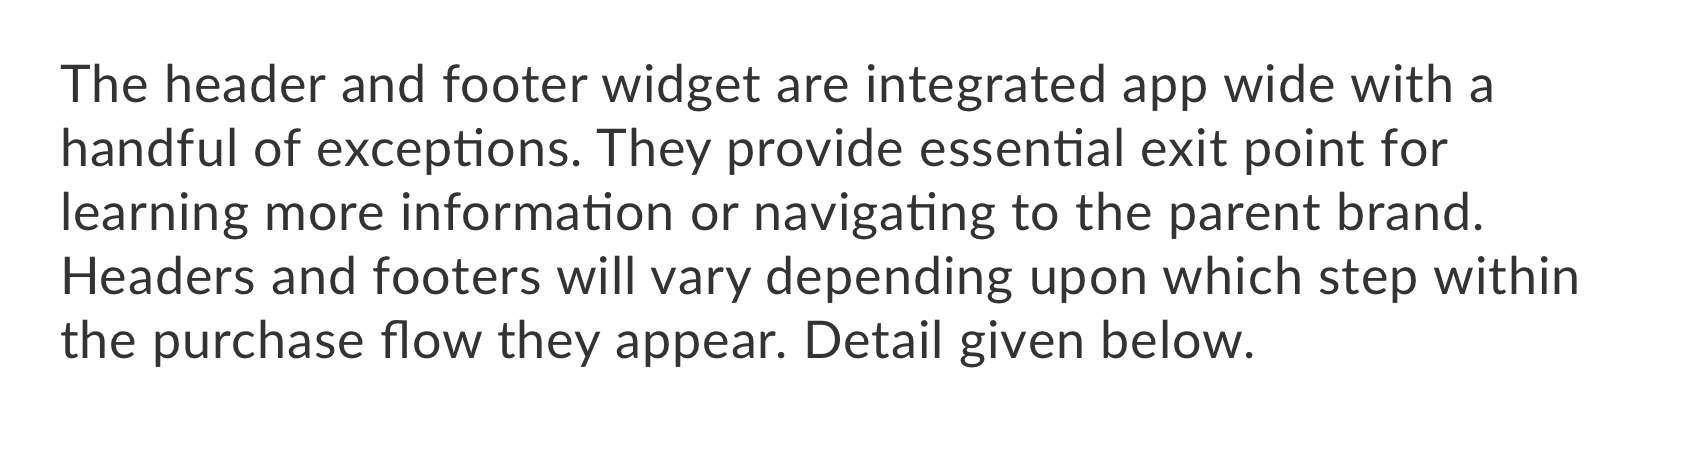 The header and footer widget are integrated app wide with a
handful of exceptions. They provide essential exit point for
learning more information or navigating to the parent brand.
Headers and footers will vary depending upon which step within
the purchase flow they appear. Detail given below.